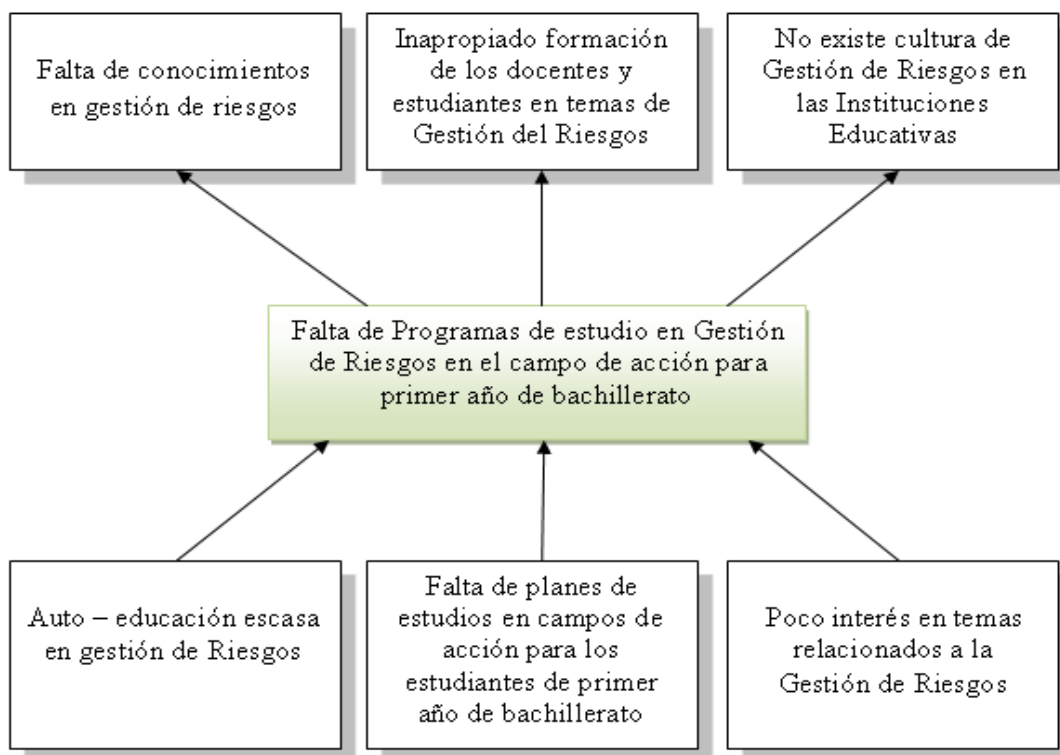 Falta de conocimientos
en gestión de riesgos
Inapropiado formación
de los docentes y
estudiantes en temas de
Gestión Del Riesgos
No existe cultura de
Gestión de Riesgos en
las Instituciones
Educativas
Falta de Programas de estudio en Gestión
de Riesgos en el campo de acción para
primer año de bachillerato
Auto – educación escasa
en gestión de Riesgos
Falta de planes de
estudios en campos de
acción para los
estudiantes de primer
año de bachillerato
Poco interés en temas
relacionados a la
Gestión de Riesgos